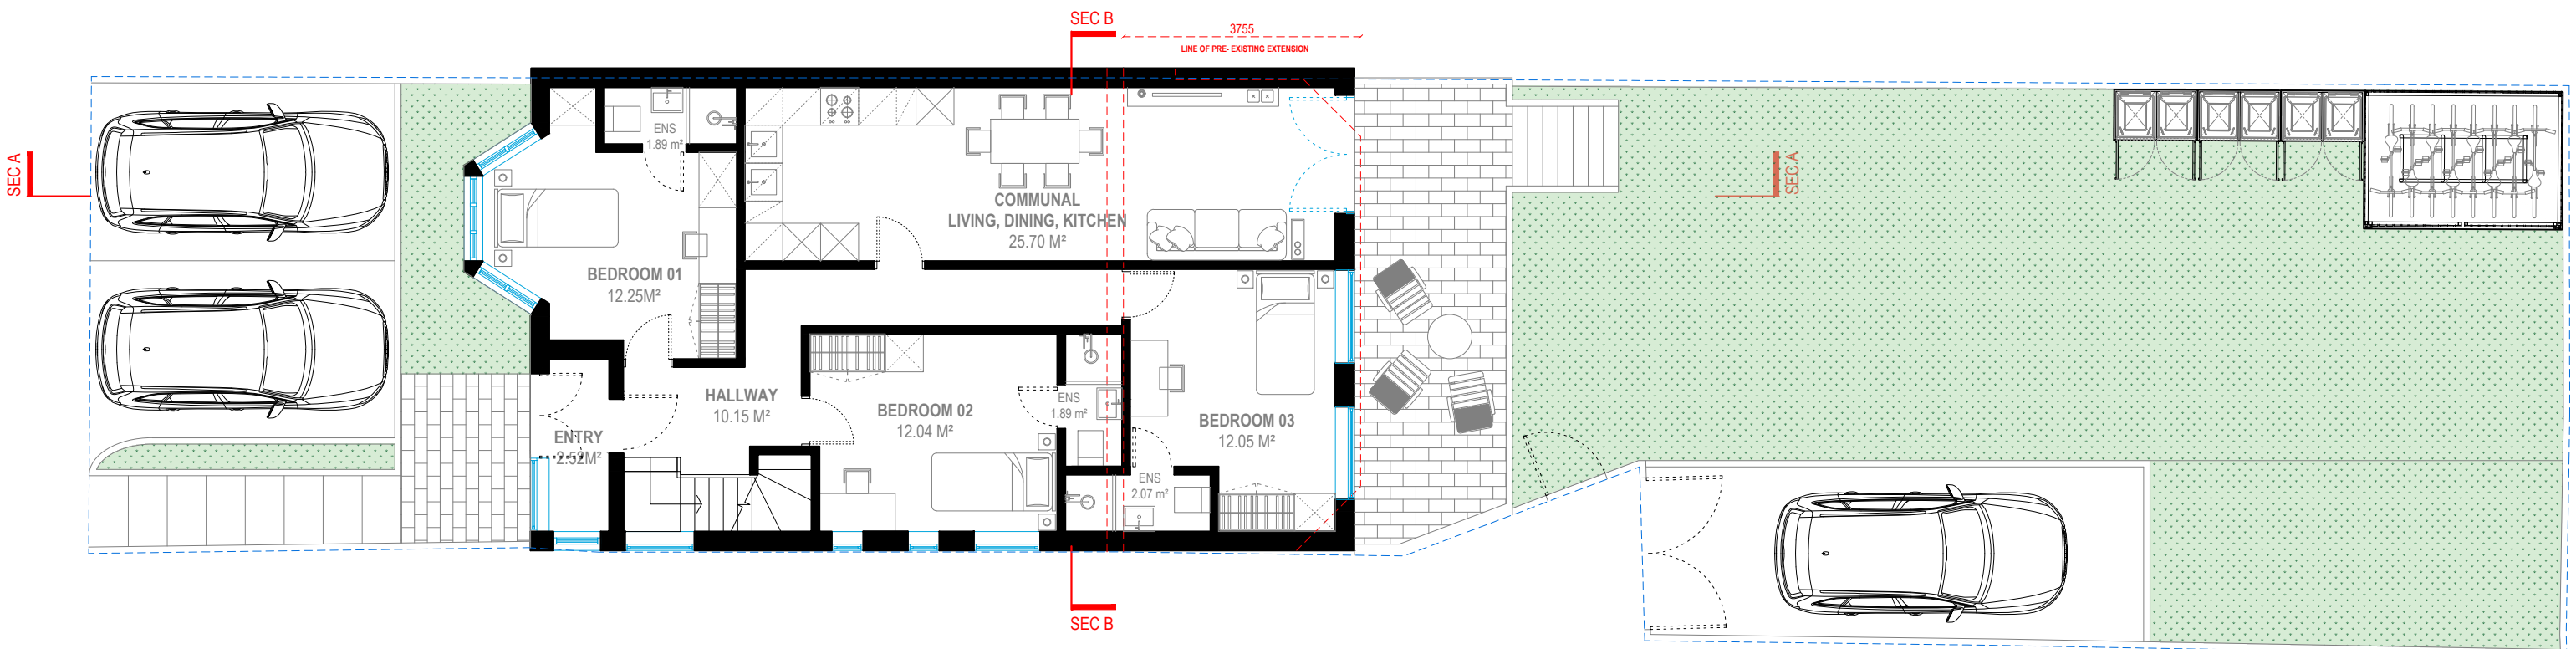 SEC B
3755
LINE OF PRE- EXISTING EXTENSION
SEC A
SEC A
ENS
1.89 m²
COMMUNAL
LIVING, DINING, KITCHEN
25.70 M²
BEDROOM 01
12.25M²
HALLWAY
10.15 M²
BEDROOM 02
12.04 M²
ENS
1.89 m²
BEDROOM 03
12.05 M²
ENTRY
2.52M²
ENS
2.07 m²
SEC B